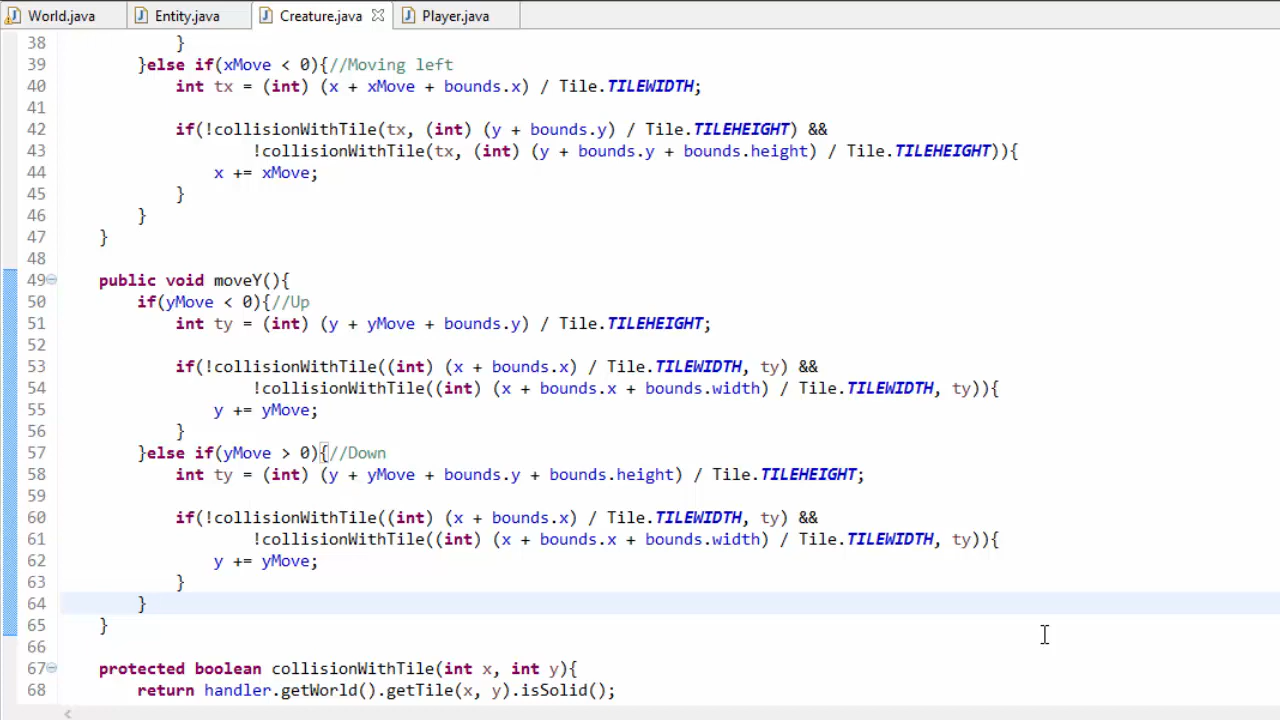 World.java Entity.java Creature.java Player.java
38 }
39 }else if(xMove < 0){//Moving left
40 int tx = (int) (x + xMove + bounds.x) / Tile.TILEWIDTH;
41
42 if(!collisionWithTile(tx, (int) (y + bounds.y) / Tile.TILEHEIGHT) &&
43 !collisionWithTile(tx, (int) (y + bounds.y + bounds.height) / Tile.TILEHEIGHT)){
44 x += xMove;
45 }
46 }
47 }
48
49 public void moveY(){
50 if(yMove < 0){//Up
51 int ty = (int) (y + yMove + bounds.y) / Tile.TILEHEIGHT;
52
53 if(!collisionWithTile((int) (x + bounds.x) / Tile.TILEWIDTH, ty) &&
54 !collisionWithTile((int) (x + bounds.x + bounds.width) / Tile.TILEWIDTH, ty)){
55 y += yMove;
56 }
57 }else if(yMove > 0){//Down
58 int ty = (int) (y + yMove + bounds.y + bounds.height) / Tile.TILEHEIGHT;
59
60 if(!collisionWithTile((int) (x + bounds.x) / Tile.TILEWIDTH, ty) &&
61 !collisionWithTile((int) (x + bounds.x + bounds.width) / Tile.TILEWIDTH, ty)){
62 y += yMove;
63 }
64 }
65 }
66
67 protected boolean collisionWithTile(int x, int y){
68 return handler.getWorld().getTile(x, y).isSolid();